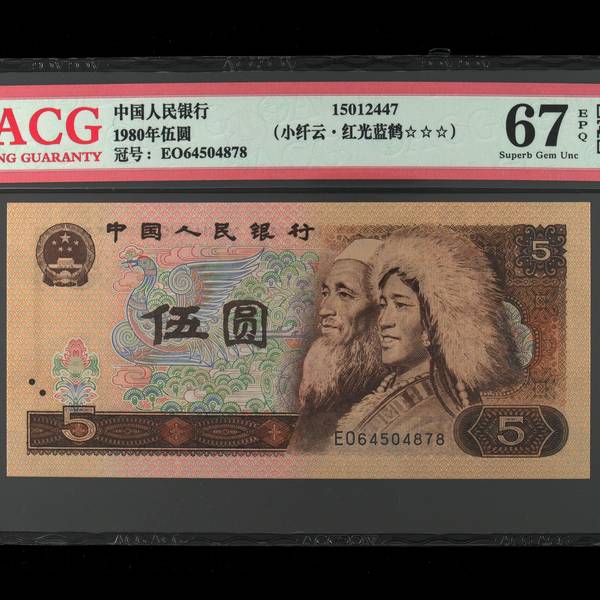 ACG
NG GUARANTY
中国人民银行
1980年伍圆
冠号：EO64504878
15012447
（小纤云·红光蓝鹤☆☆☆）
67
EPQ
Superb Gem Unc
中国人民银行
5
伍圆
5
EO64504878
5